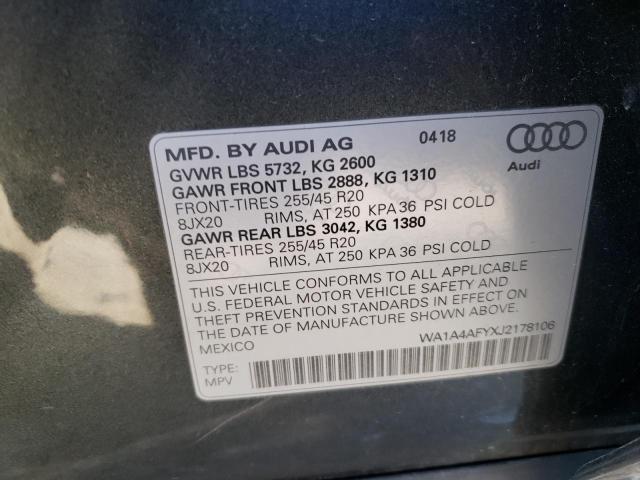 MFD. BY AUDI AG 0418
GVWR LBS 5732, KG 2600
GAWR FRONT LBS 2888, KG 1310
FRONT-TIRES 255/45 R20
8JX20 RIMS, AT 250 KPA 36 PSI COLD
GAWR REAR LBS 3042, KG 1380
REAR-TIRES 255/45 R20
8JX20 RIMS, AT 250 KPA 36 PSI COLD
Audi
THIS VEHICLE CONFORMS TO ALL APPLICABLE
U.S. FEDERAL MOTOR VEHICLE SAFETY AND
THEFT PREVENTION STANDARDS IN EFFECT ON
THE DATE OF MANUFACTURE SHOWN ABOVE.
MEXICO WA1A4AFYXJ2178106
TYPE:
MPV